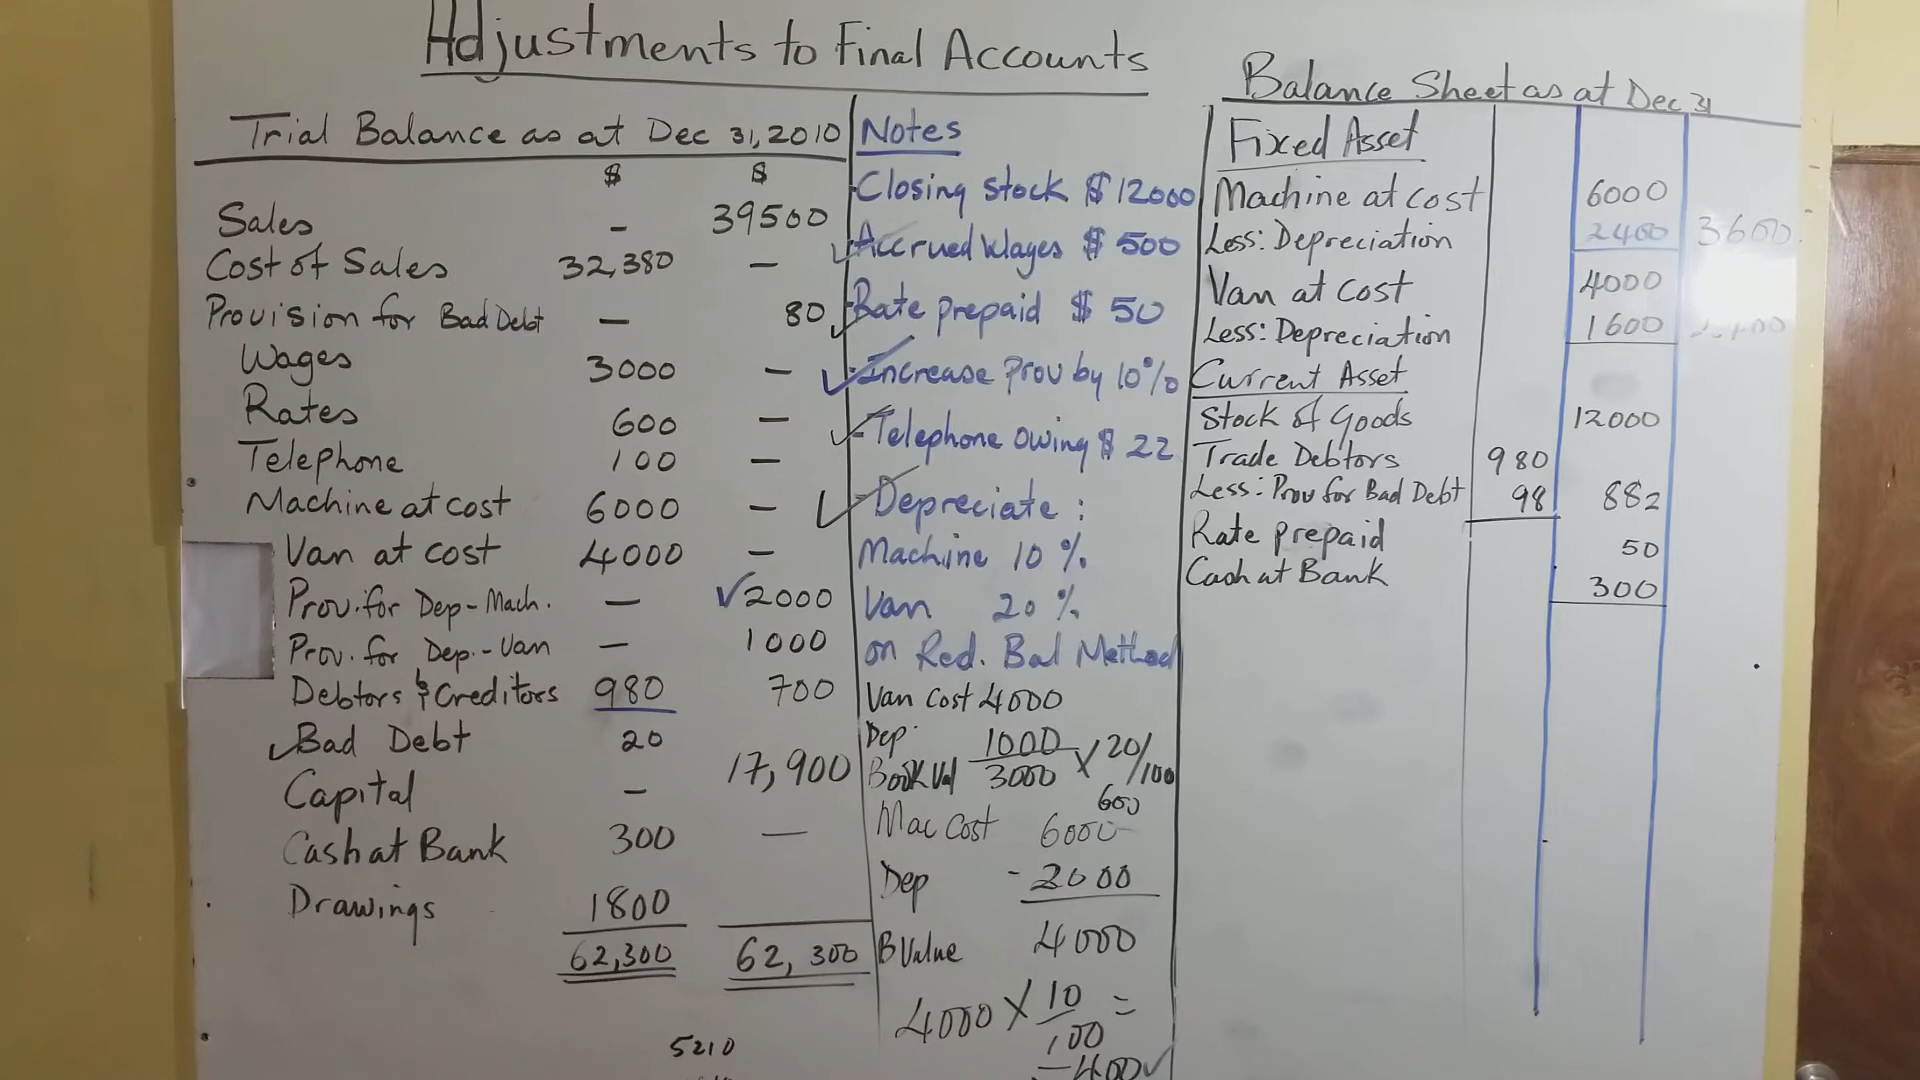 Adjustments to Final Accounts
Trial Balance as at Dec 31, 2010
$ $
Sales - 39500
Cost of Sales 32,380 -
Provision for Bad Debt - 80
Wages 3000 -
Rates 600 -
Telephone 100 -
Machine at cost 6000 -
Van at cost 4000 -
Prov. for Dep - Mach. - ✓2000
Prov. for Dep. - Van - 1000
Debtors & Creditors 980 700
✓Bad Debt 20
Capital - 17,900
Cash at Bank 300 -
Drawings 1800
62,300 62,300
5210
Notes
- Closing stock $ 12000
✓- Accrued Wages $ 500
✓- Rate prepaid $ 50
✓- Increase Prov by 10%
✓- Telephone owing $ 22
✓- Depreciate :
Machine 10 %
Van 20 %
on Red. Bal Method
Van Cost 4000
Dep. 1000
Book Val 3000 X 20/100
600
Mac Cost 6000
Dep - 2000
B Value 4000
4000 X 10/100 =
= 400✓
Balance Sheet as at Dec 31
Fixed Asset
Machine at cost 6000
Less: Depreciation 2400 3600
Van at cost 4000
Less: Depreciation 1600
Current Asset
Stock of Goods 12000
Trade Debtors 980
Less: Prov for Bad Debt 98 882
Rate prepaid 50
Cash at Bank 300